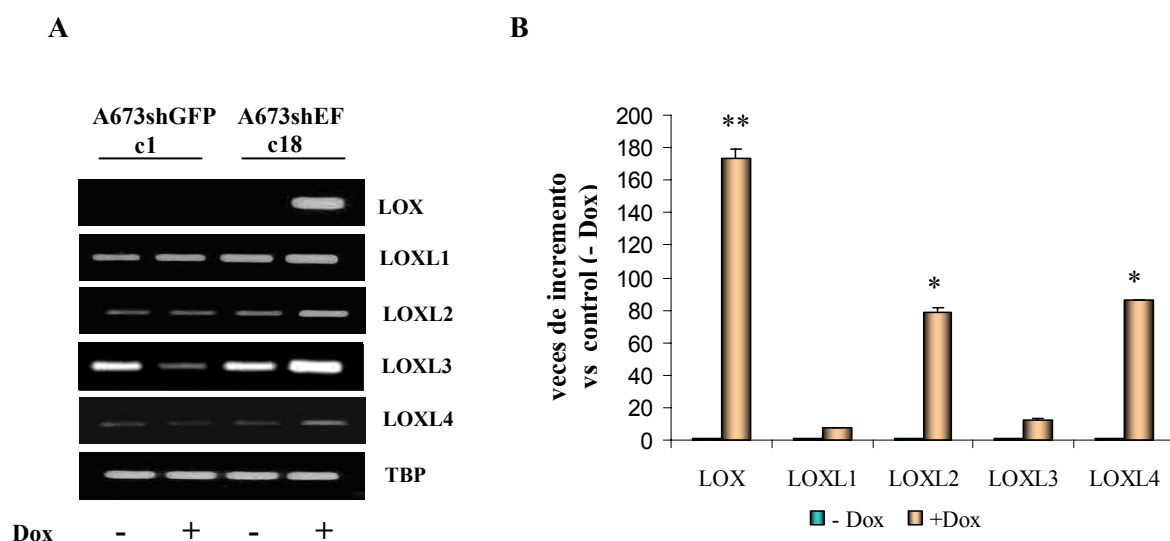 A
A673shGFP A673shEF
c1 c18
LOX
LOXL1
LOXL2
LOXL3
LOXL4
TBP
Dox - + - +
B
veces de incremento
vs control (- Dox)
200
180
160
140
120
100
80
60
40
20
0
**
*
*
LOX LOXL1 LOXL2 LOXL3 LOXL4
- Dox +Dox